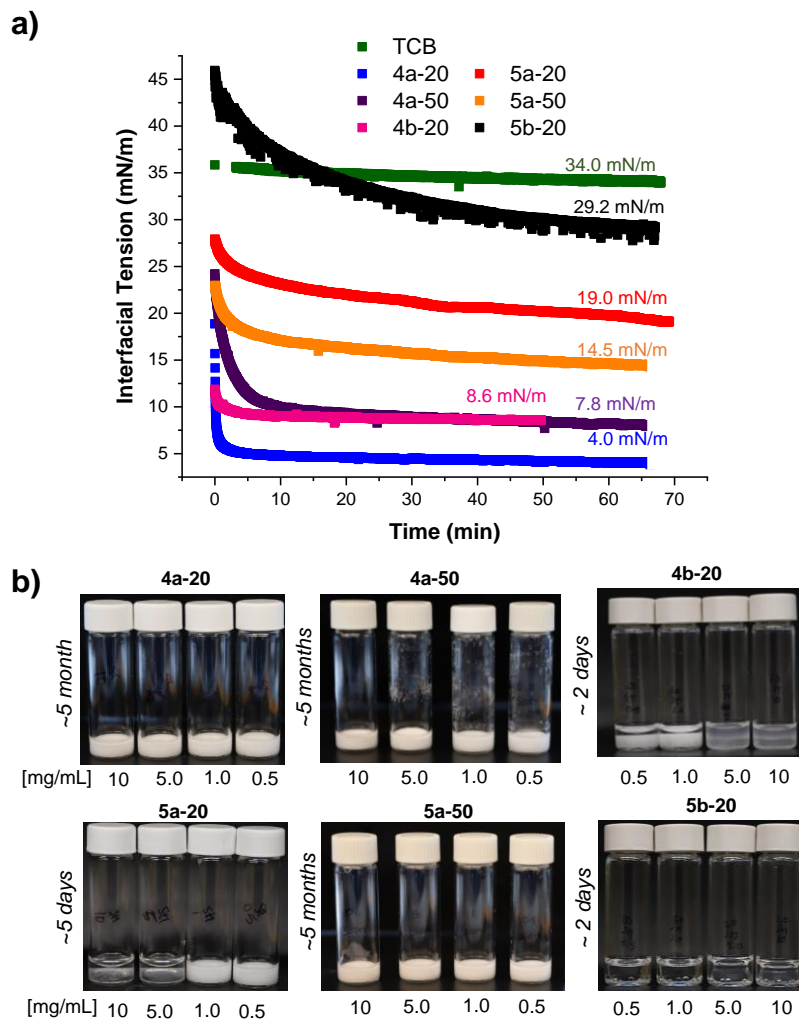 a)
TCB
4a-20 5a-20
4a-50 5a-50
4b-20 5b-20
Interfacial Tension (mN/m)
45
40
35
30
25
20
15
10
5
34.0 mN/m
29.2 mN/m
19.0 mN/m
14.5 mN/m
8.6 mN/m
7.8 mN/m
4.0 mN/m
0 10 20 30 40 50 60 70
Time (min)
b)
4a-20 4a-50 4b-20
~5 month
~5 months
~ 2 days
[mg/mL] 10 5.0 1.0 0.5
10 5.0 1.0 0.5
0.5 1.0 5.0 10
5a-20 5a-50 5b-20
~5 days
~5 months
~ 2 days
[mg/mL] 10 5.0 1.0 0.5
10 5.0 1.0 0.5
0.5 1.0 5.0 10